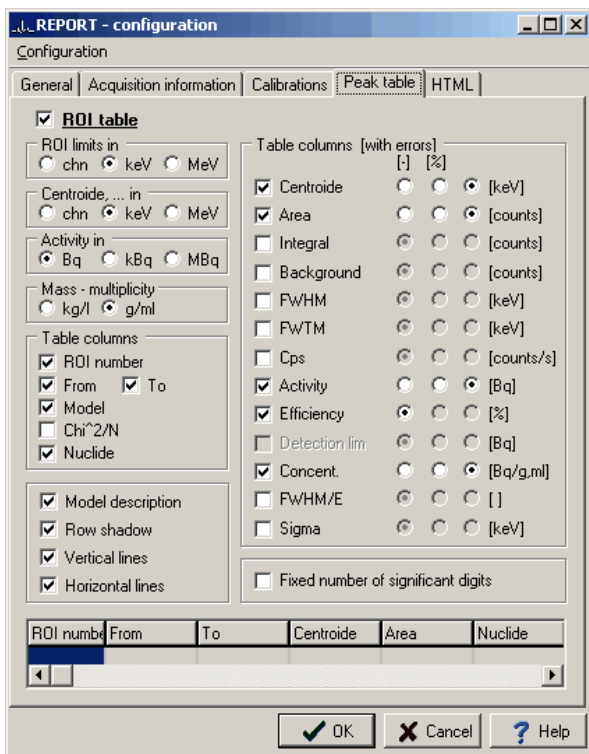 REPORT - configuration
Configuration
General Acquisition information Calibrations Peak table HTML
ROI table
ROI limits in
chn keV MeV
Centroide, ... in
chn keV MeV
Activity in
Bq kBq MBq
Mass - multiplicity
kg/l g/ml
Table columns
ROI number
From To
Model
Chi^2/N
Nuclide
Model description
Row shadow
Vertical lines
Horizontal lines
Table columns [with errors]
[-] [%]
Centroide [keV]
Area [counts]
Integral [counts]
Background [counts]
FWHM [keV]
FWTM [keV]
Cps [counts/s]
Activity [Bq]
Efficiency [%]
Detection lim [Bq]
Concent. [Bq/g,ml]
FWHM/E [ ]
Sigma [keV]
Fixed number of significant digits
ROI numbe From To Centroide Area Nuclide
OK Cancel ? Help